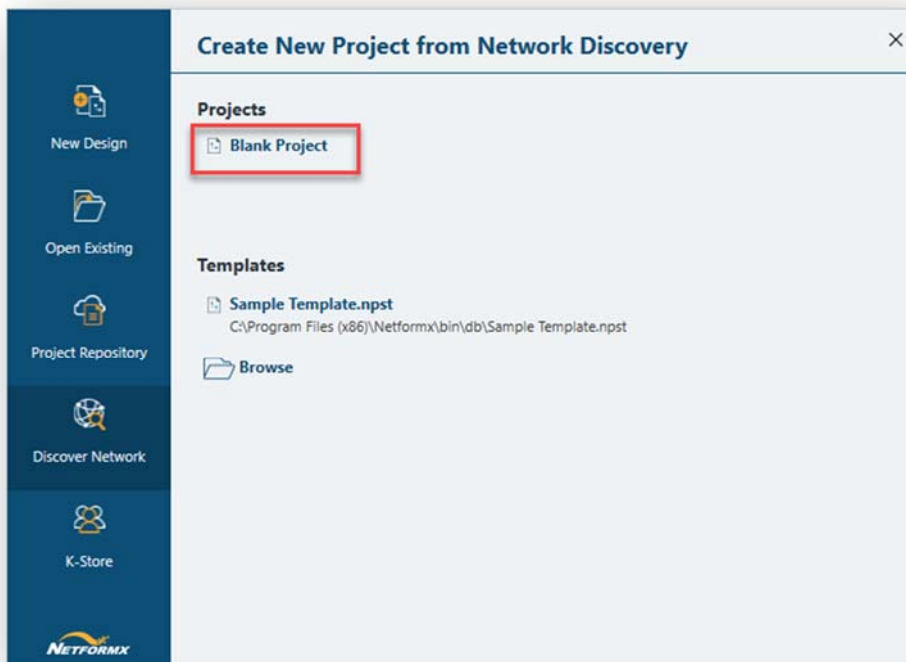 Create New Project from Network Discovery
Projects
Blank Project
Templates
Sample Template.npst
C:\Program Files (x86)\Netformx\bin\db\Sample Template.npst
Browse
New Design
Open Existing
Project Repository
Discover Network
K-Store
NETFORMX